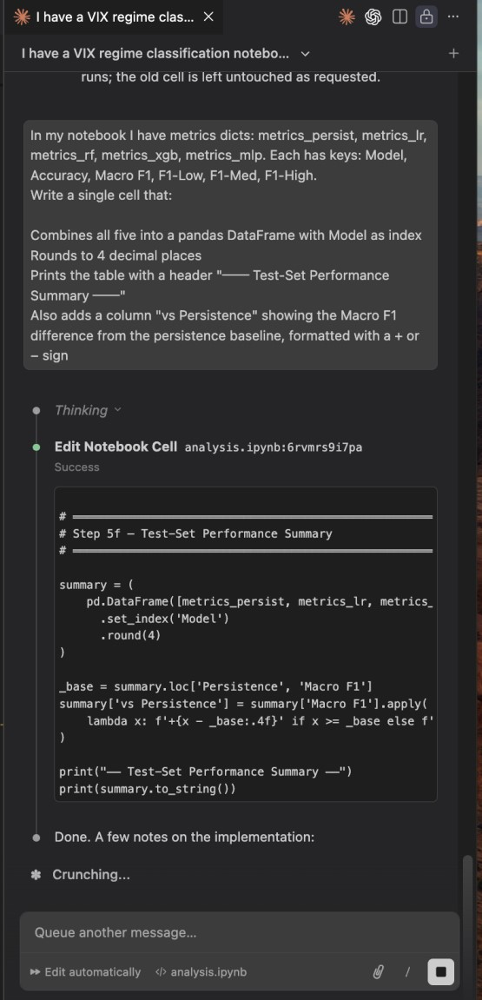 I have a VIX regime clas...
I have a VIX regime classification notebo...
runs; the old cell is left untouched as requested.
In my notebook I have metrics dicts: metrics_persist, metrics_lr,
metrics_rf, metrics_xgb, metrics_mlp. Each has keys: Model,
Accuracy, Macro F1, F1-Low, F1-Med, F1-High.
Write a single cell that:
Combines all five into a pandas DataFrame with Model as index
Rounds to 4 decimal places
Prints the table with a header "─── Test-Set Performance
Summary ───"
Also adds a column "vs Persistence" showing the Macro F1
difference from the persistence baseline, formatted with a + or
– sign
Thinking
Edit Notebook Cell analysis.ipynb:6rvmrs9i7pa
Success
# ══════════════════════════════════════════
# Step 5f — Test-Set Performance Summary
# ══════════════════════════════════════════
summary = (
pd.DataFrame([metrics_persist, metrics_lr, metrics_
.set_index('Model')
.round(4)
)
_base = summary.loc['Persistence', 'Macro F1']
summary['vs Persistence'] = summary['Macro F1'].apply(
lambda x: f'+{x - _base:.4f}' if x >= _base else f'
)
print("── Test-Set Performance Summary ──")
print(summary.to_string())
Done. A few notes on the implementation:
Crunching...
Queue another message...
Edit automatically </> analysis.ipynb /